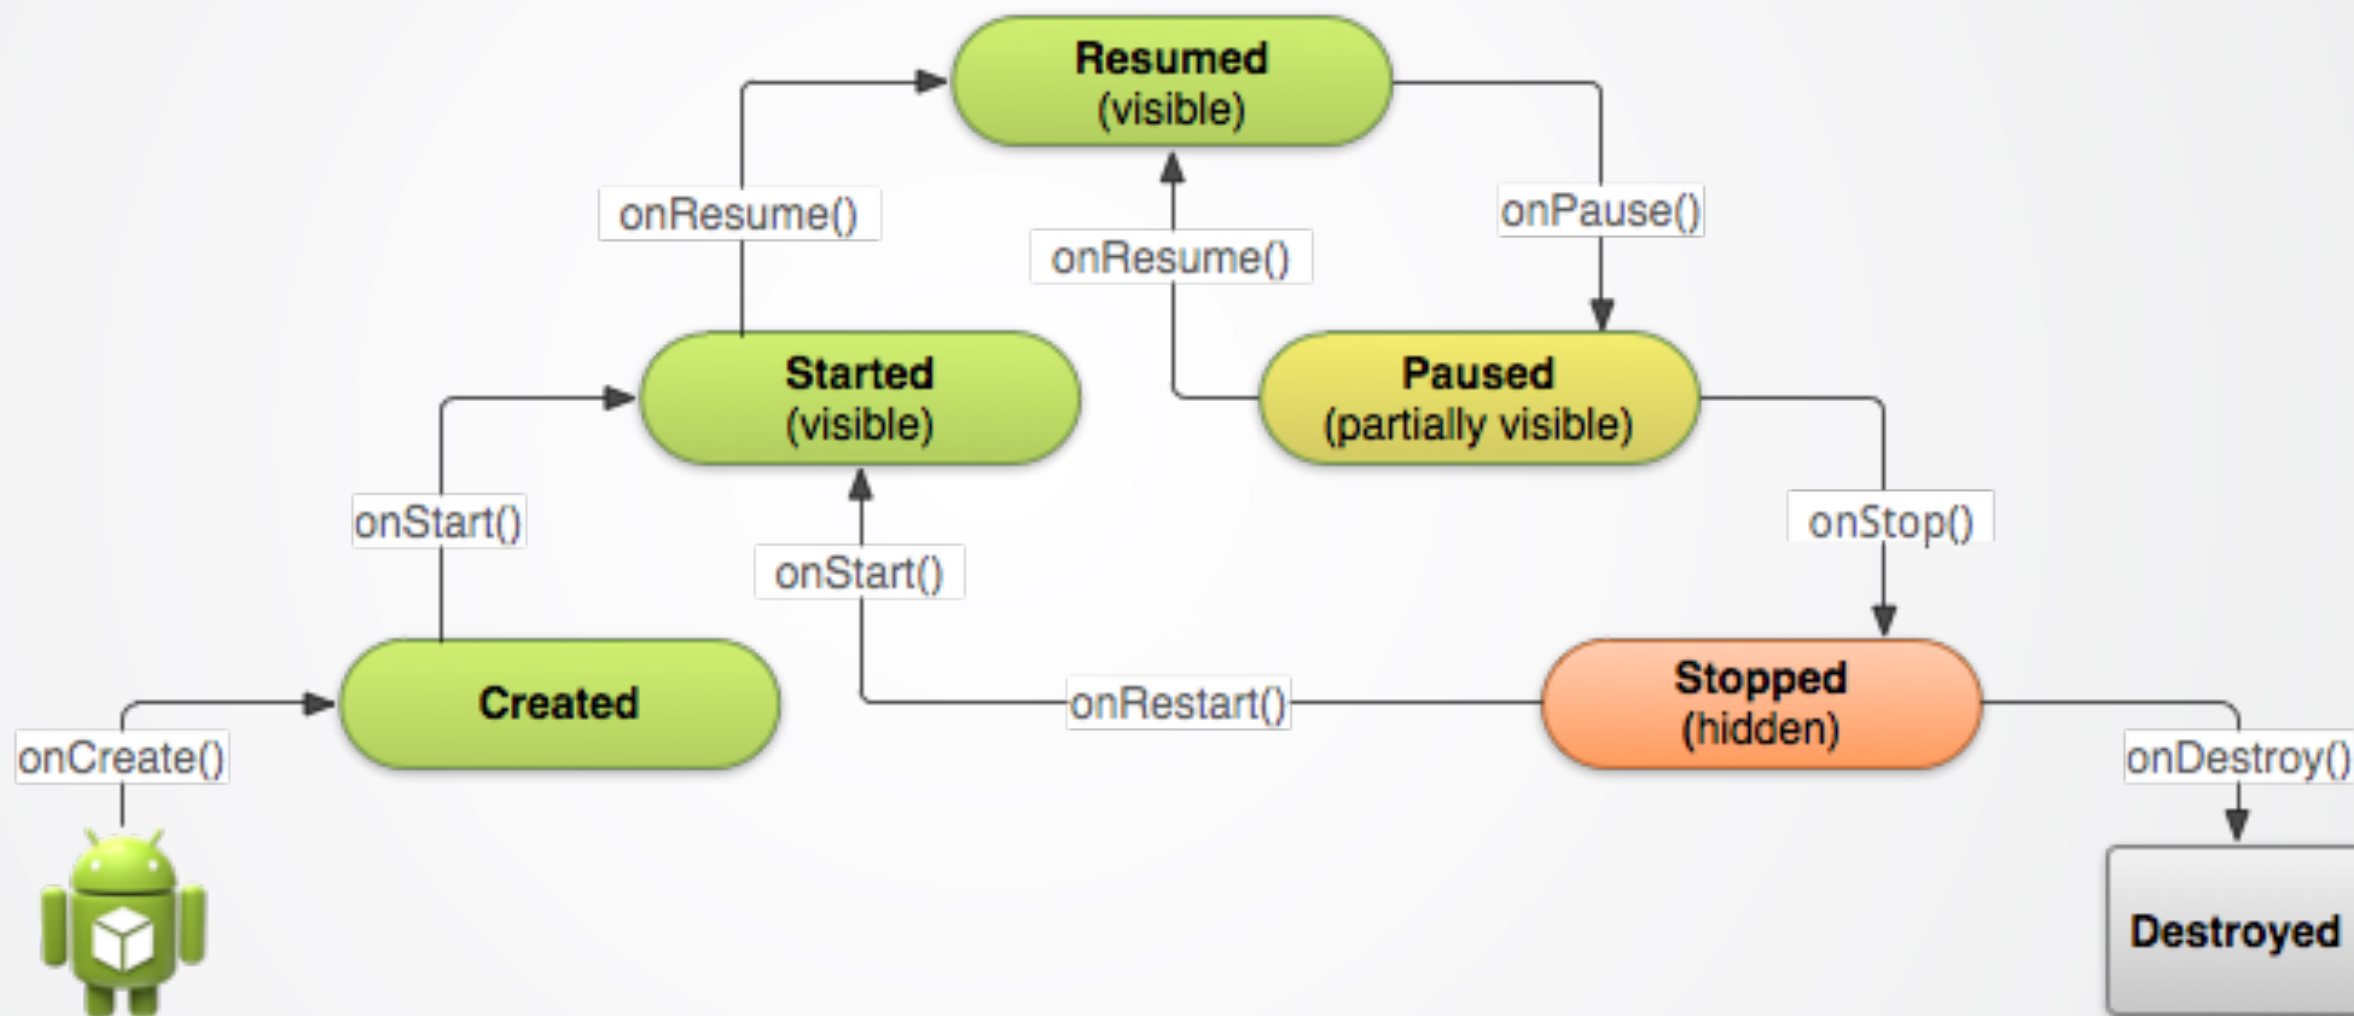 Resumed
(visible)
onResume()
onPause()
onResume()
Started
(visible)
Paused
(partially visible)
onStart()
onStop()
onStart()
Created
onRestart()
Stopped
(hidden)
onCreate()
onDestroy()
Destroyed